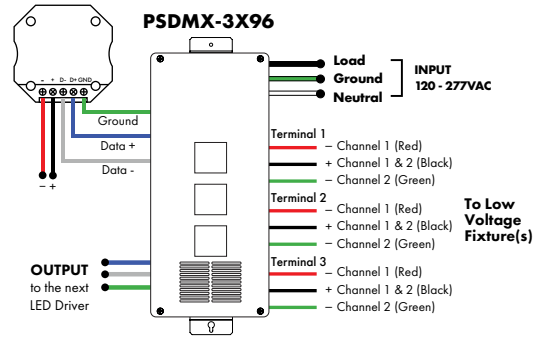 PSDMX-3X96
- + D- D+ GND
Load
Ground
Neutral
INPUT
120 - 277VAC
Ground
Data +
Data -
– +
Terminal 1
– Channel 1 (Red)
+ Channel 1 & 2 (Black)
– Channel 2 (Green)
Terminal 2
– Channel 1 (Red)
+ Channel 1 & 2 (Black)
– Channel 2 (Green)
Terminal 3
– Channel 1 (Red)
+ Channel 1 & 2 (Black)
– Channel 2 (Green)
To Low
Voltage
Fixture(s)
OUTPUT
to the next
LED Driver